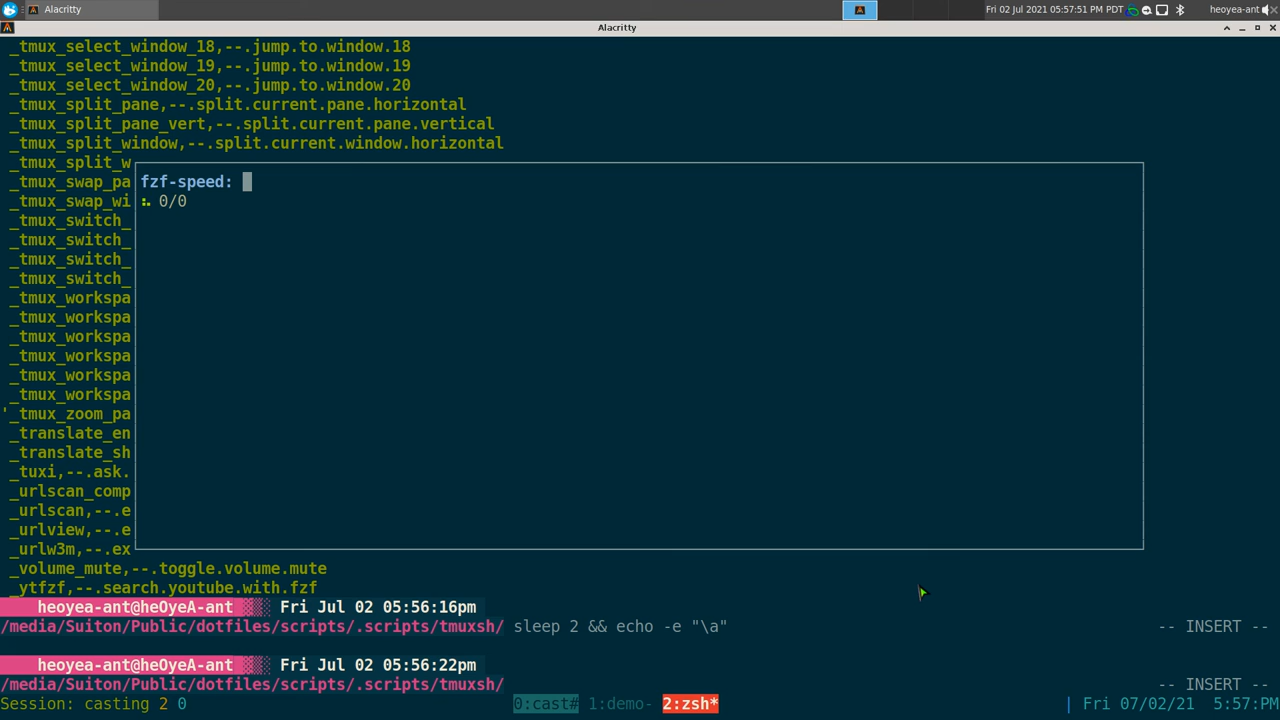 Alacritty
Fri 02 Jul 2021 05:57:51 PM PDT
heoyea-ant
Alacritty
_tmux_select_window_18,--.jump.to.window.18
_tmux_select_window_19,--.jump.to.window.19
_tmux_select_window_20,--.jump.to.window.20
_tmux_split_pane,--.split.current.pane.horizontal
_tmux_split_pane_vert,--.split.current.pane.vertical
_tmux_split_window,--.split.current.window.horizontal
_tmux_split_w
_tmux_swap_pa fzf-speed:
_tmux_swap_wi 0/0
_tmux_switch_
_tmux_switch_
_tmux_switch_
_tmux_switch_
_tmux_workspa
_tmux_workspa
_tmux_workspa
_tmux_workspa
_tmux_workspa
_tmux_workspa
'_tmux_zoom_pa
_translate_en
_translate_sh
_tuxi,--.ask.
_urlscan_comp
_urlscan,--.e
_urlview,--.e
_urlw3m,--.ex
_volume_mute,--.toggle.volume.mute
_ytfzf,--.search.youtube.with.fzf
heoyea-ant@heOyeA-ant Fri Jul 02 05:56:16pm
/media/Suiton/Public/dotfiles/scripts/.scripts/tmuxsh/ sleep 2 && echo -e "\a" -- INSERT --
heoyea-ant@heOyeA-ant Fri Jul 02 05:56:22pm
/media/Suiton/Public/dotfiles/scripts/.scripts/tmuxsh/ -- INSERT --
Session: casting 2 0 0:cast# 1:demo- 2:zsh* | Fri 07/02/21 5:57:PM